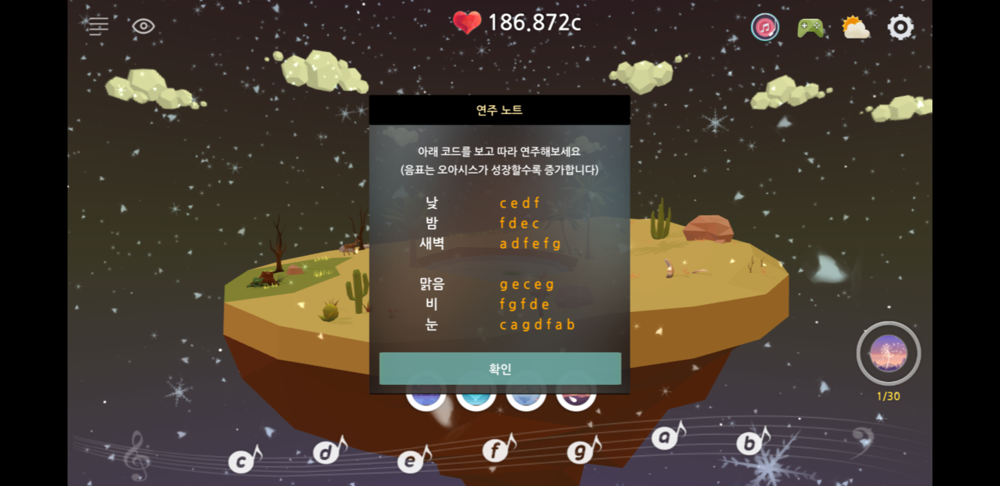 186.872c
연주 노트
아래 코드를 보고 따라 연주해보세요
(음표는 오아시스가 성장할수록 증가합니다)
낮 c e d f
밤 f d e c
새벽 a d f e f g
맑음 g e c e g
비 f g f d e
눈 c a g d f a b
확인
1/30
c d e f g a b